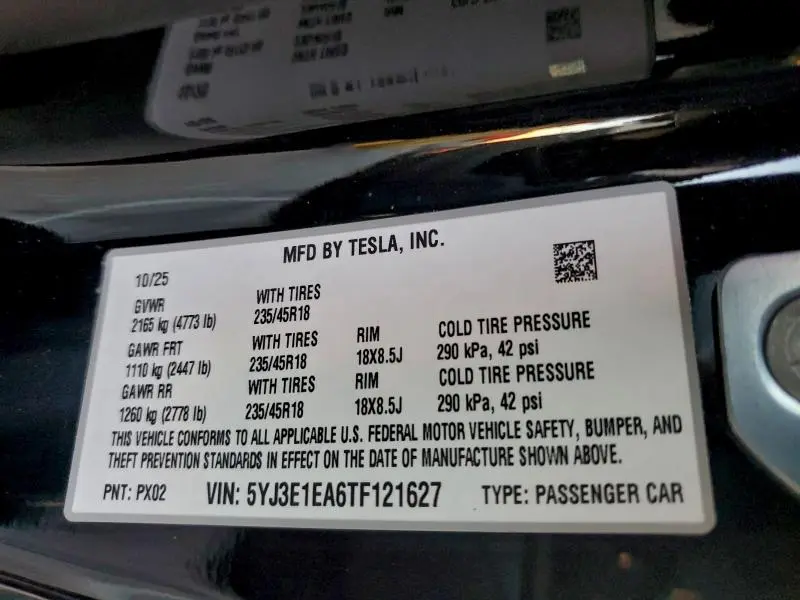 MFD BY TESLA, INC.
10/25
GVWR WITH TIRES
2165 kg (4773 lb) 235/45R18
GAWR FRT WITH TIRES RIM COLD TIRE PRESSURE
1110 kg (2447 lb) 235/45R18 18X8.5J 290 kPa, 42 psi
GAWR RR WITH TIRES RIM COLD TIRE PRESSURE
1260 kg (2778 lb) 235/45R18 18X8.5J 290 kPa, 42 psi
THIS VEHICLE CONFORMS TO ALL APPLICABLE U.S. FEDERAL MOTOR VEHICLE SAFETY, BUMPER, AND
THEFT PREVENTION STANDARDS IN EFFECT ON THE DATE OF MANUFACTURE SHOWN ABOVE.
PNT: PX02 VIN: 5YJ3E1EA6TF121627 TYPE: PASSENGER CAR